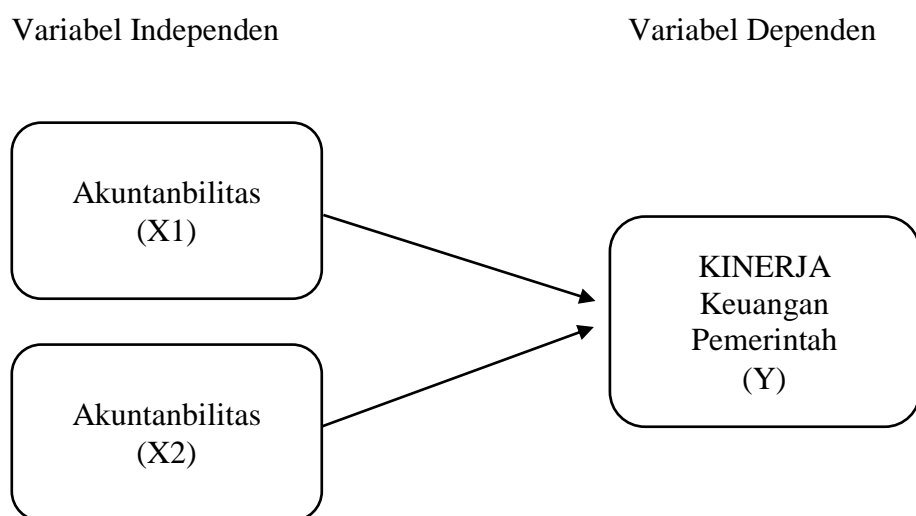 Variabel Independen
Variabel Dependen
Akuntanbilitas
(X1)
KINERJA
Keuangan
Pemerintah
(Y)
Akuntanbilitas
(X2)